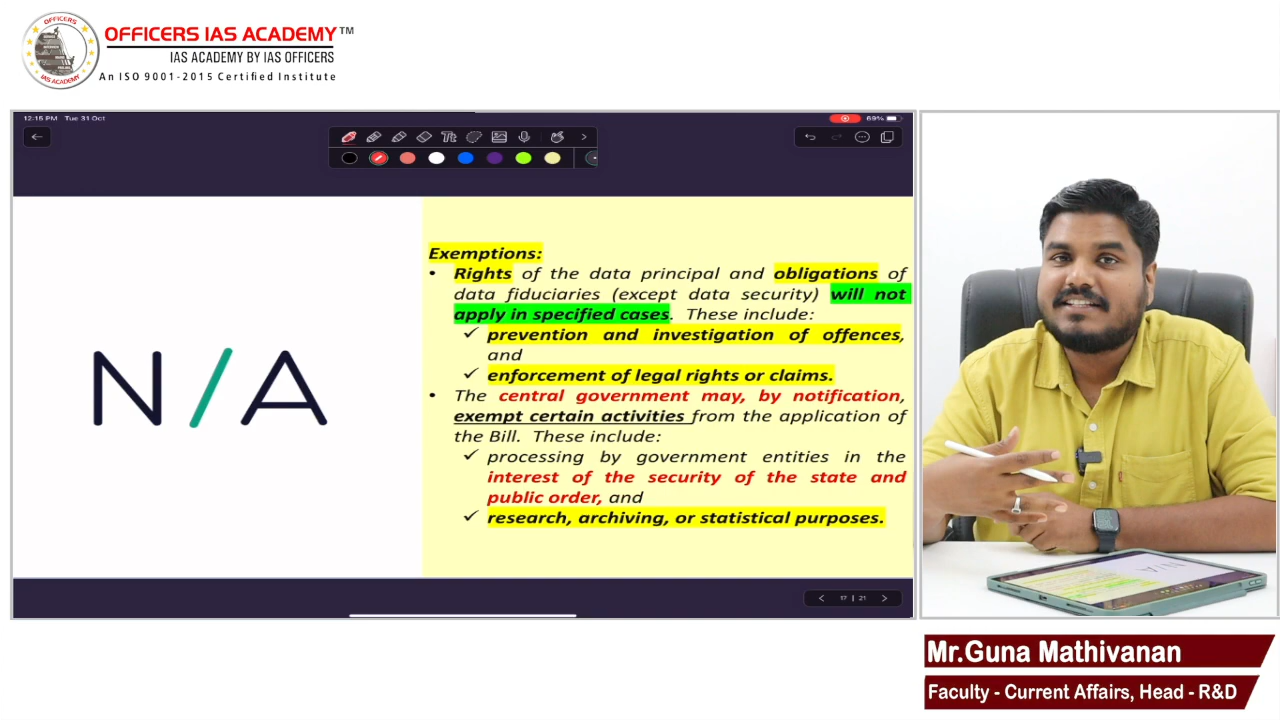 OFFICERS
IAS ACADEMY
OFFICERS IAS ACADEMY™
IAS ACADEMY BY IAS OFFICERS
An ISO 9001-2015 Certified Institute
12:15 PM Tue 31 Oct
69%
Tt
N/A
Exemptions:
• Rights of the data principal and obligations of
data fiduciaries (except data security) will not
apply in specified cases. These include:
✓ prevention and investigation of offences,
and
✓ enforcement of legal rights or claims.
• The central government may, by notification,
exempt certain activities from the application of
the Bill. These include:
✓ processing by government entities in the
interest of the security of the state and
public order, and
✓ research, archiving, or statistical purposes.
17 | 21
Mr.Guna Mathivanan
Faculty - Current Affairs, Head - R&D